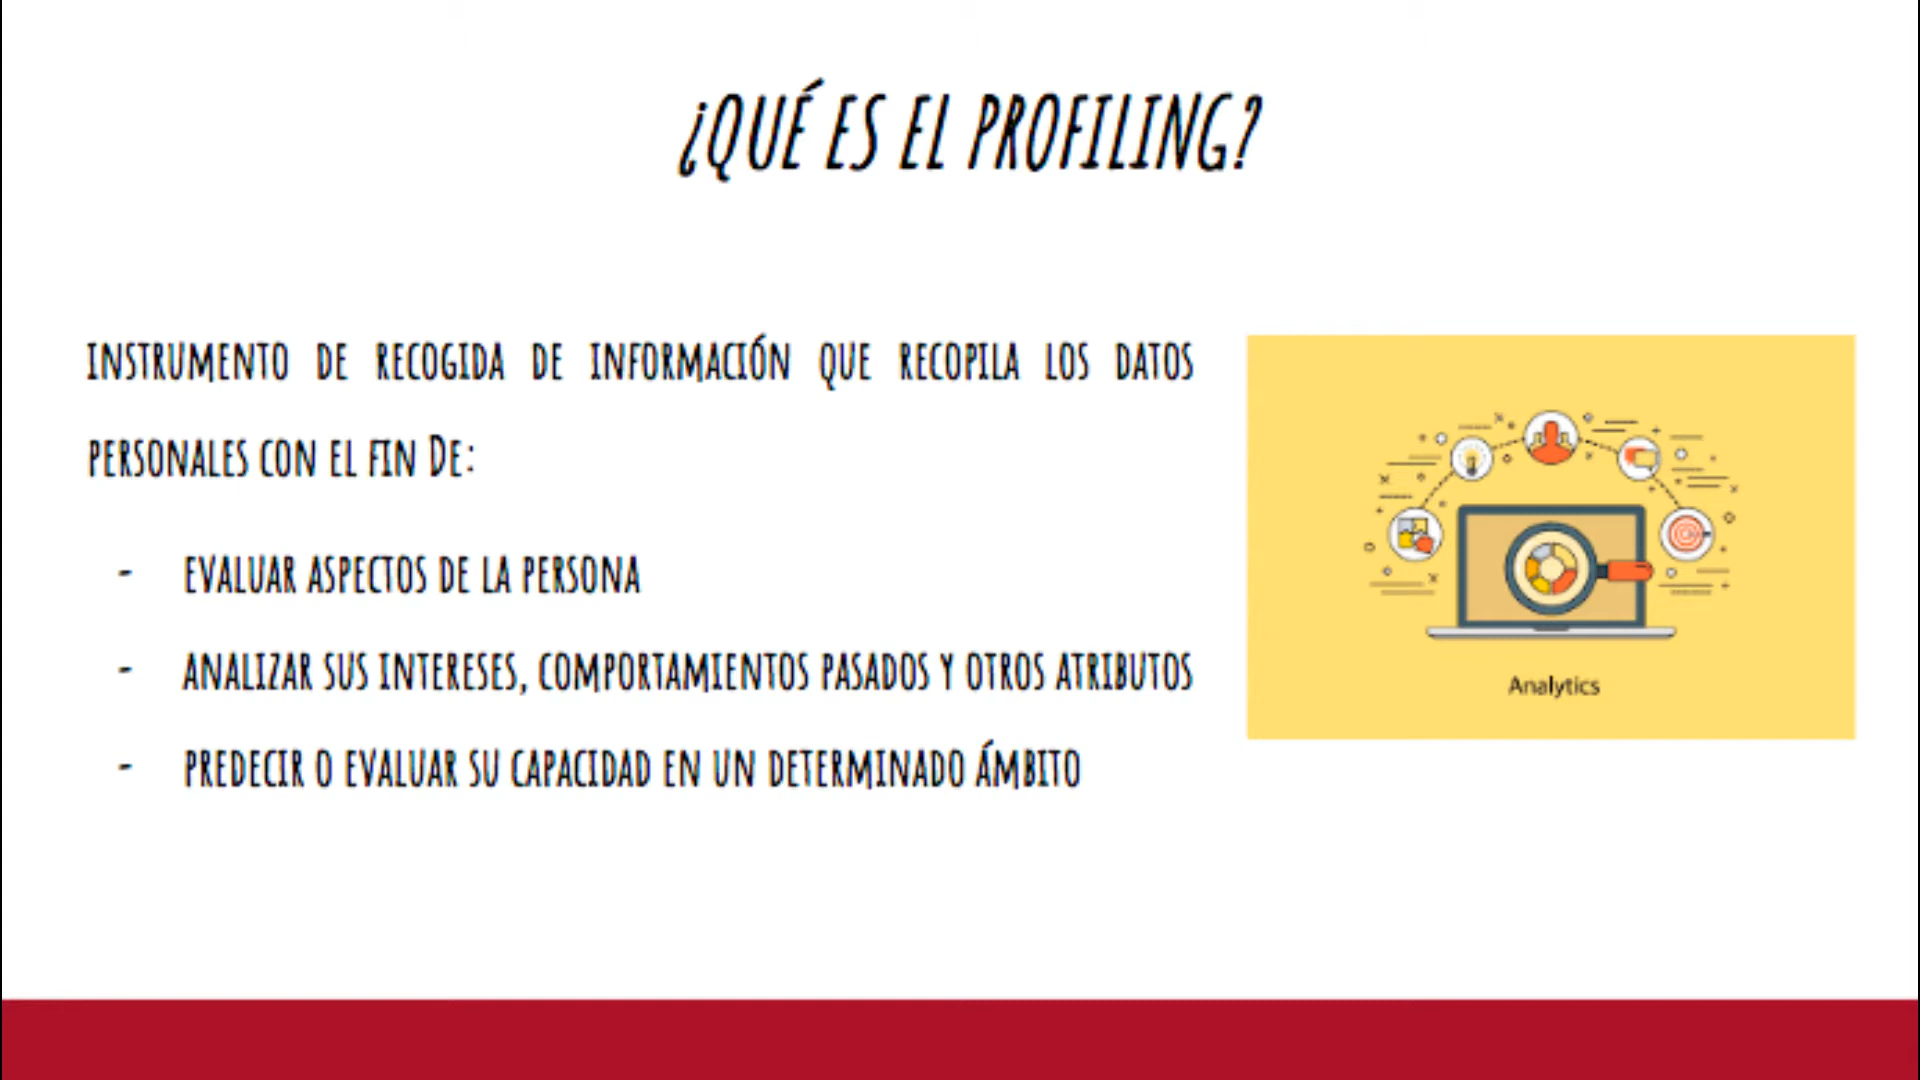 ¿QUÉ ES EL PROFILING?
INSTRUMENTO DE RECOGIDA DE INFORMACIÓN QUE RECOPILA LOS DATOS
PERSONALES CON EL FIN DE:
- EVALUAR ASPECTOS DE LA PERSONA
- ANALIZAR SUS INTERESES, COMPORTAMIENTOS PASADOS Y OTROS ATRIBUTOS
- PREDECIR O EVALUAR SU CAPACIDAD EN UN DETERMINADO ÁMBITO
Analytics